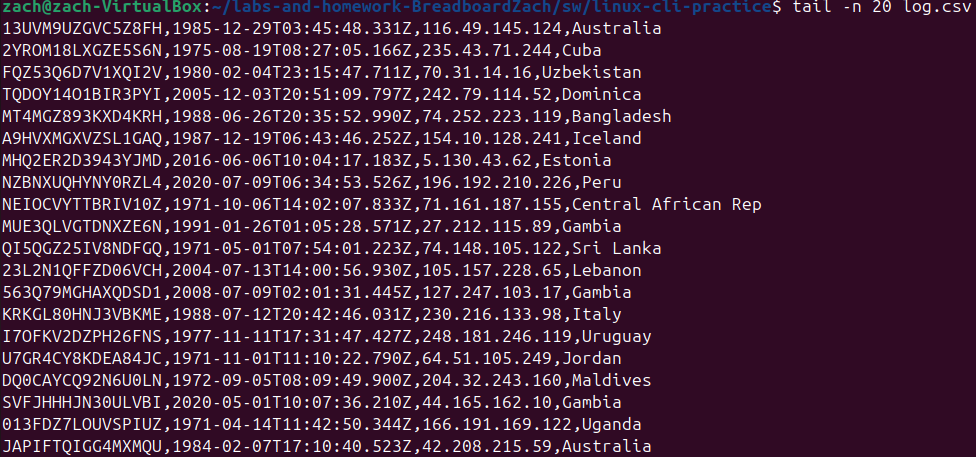 zach@zach-VirtualBox:~/labs-and-homework-BreadboardZach/sw/linux-cli-practice$ tail -n 20 log.csv
13UVM9UZGVC5Z8FH,1985-12-29T03:45:48.331Z,116.49.145.124,Australia
2YROM18LXGZE5S6N,1975-08-19T08:27:05.166Z,235.43.71.244,Cuba
FQZ53Q6D7V1XQI2V,1980-02-04T23:15:47.711Z,70.31.14.16,Uzbekistan
TQDOY14O1BIR3PYI,2005-12-03T20:51:09.797Z,242.79.114.52,Dominica
MT4MGZ893KXD4KRH,1988-06-26T20:35:52.990Z,74.252.223.119,Bangladesh
A9HVXMGXVZSL1GAQ,1987-12-19T06:43:46.252Z,154.10.128.241,Iceland
MHQ2ER2D3943YJMD,2016-06-06T10:04:17.183Z,5.130.43.62,Estonia
NZBNXUQHYNY0RZL4,2020-07-09T06:34:53.526Z,196.192.210.226,Peru
NEIOCVYTTBRIV10Z,1971-10-06T14:02:07.833Z,71.161.187.155,Central African Rep
MUE3QLVGTDNXZE6N,1991-01-26T01:05:28.571Z,27.212.115.89,Gambia
QI5QGZ25IV8NDFGQ,1971-05-01T07:54:01.223Z,74.148.105.122,Sri Lanka
23L2N1QFFZD06VCH,2004-07-13T14:00:56.930Z,105.157.228.65,Lebanon
563Q79MGHAXQDSD1,2008-07-09T02:01:31.445Z,127.247.103.17,Gambia
KRKGL80HNJ3VBKME,1988-07-12T20:42:46.031Z,230.216.133.98,Italy
I7OFKV2DZPH26FNS,1977-11-11T17:31:47.427Z,248.181.246.119,Uruguay
U7GR4CY8KDEA84JC,1971-11-01T11:10:22.790Z,64.51.105.249,Jordan
DQ0CAYCQ92N6U0LN,1972-09-05T08:09:49.900Z,204.32.243.160,Maldives
SVFJHHHJN30ULVBI,2020-05-01T10:07:36.210Z,44.165.162.10,Gambia
013FDZ7LOUVSPIUZ,1971-04-14T11:42:50.344Z,166.191.169.122,Uganda
JAPIFTQIGG4MXMQU,1984-02-07T17:10:40.523Z,42.208.215.59,Australia